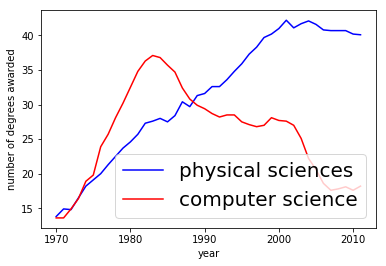 40
35
30
25
20
15
number of degrees awarded
physical sciences
computer science
1970
1980
1990
2000
2010
year